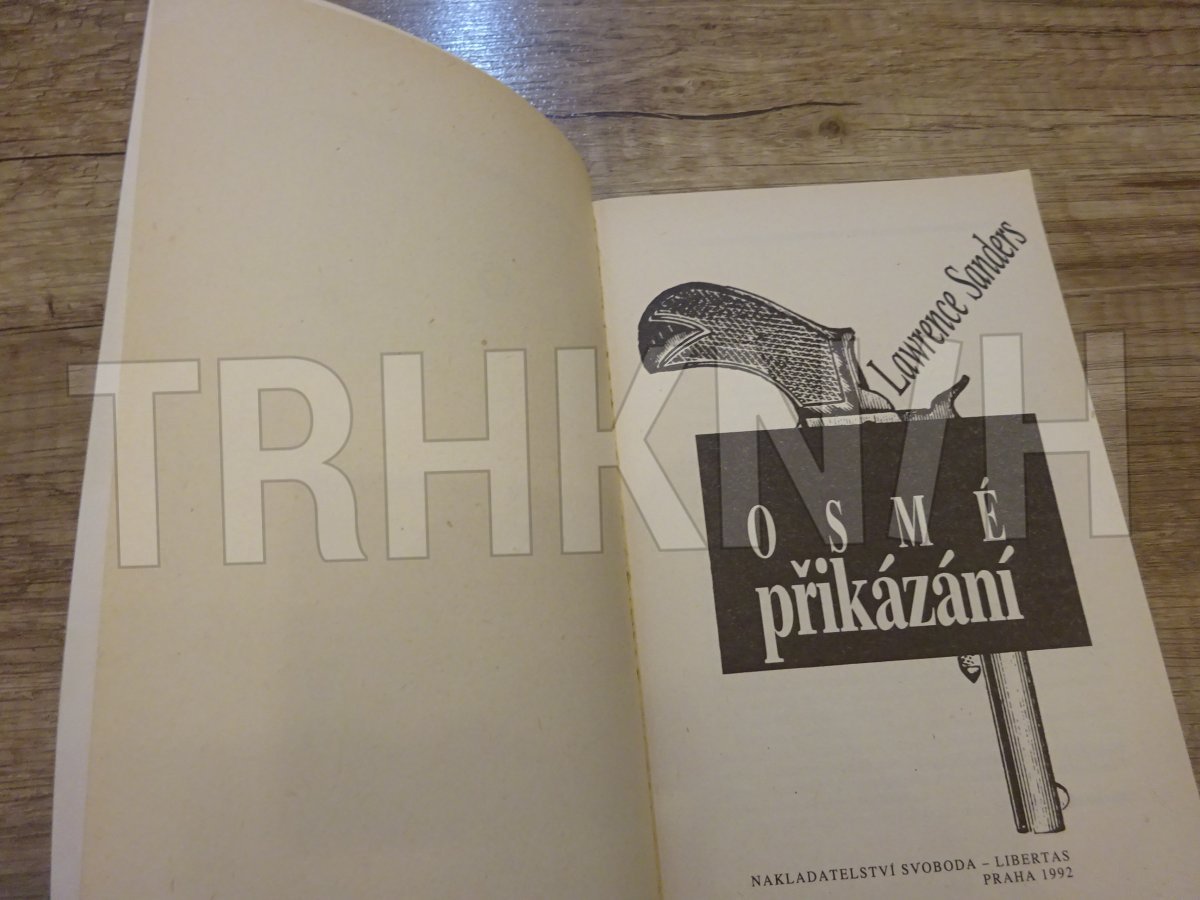 Lawrence Sanders
OSMÉ
přikázání
NAKLADATELSTVÍ SVOBODA – LIBERTAS
PRAHA 1992
TRHKNIH